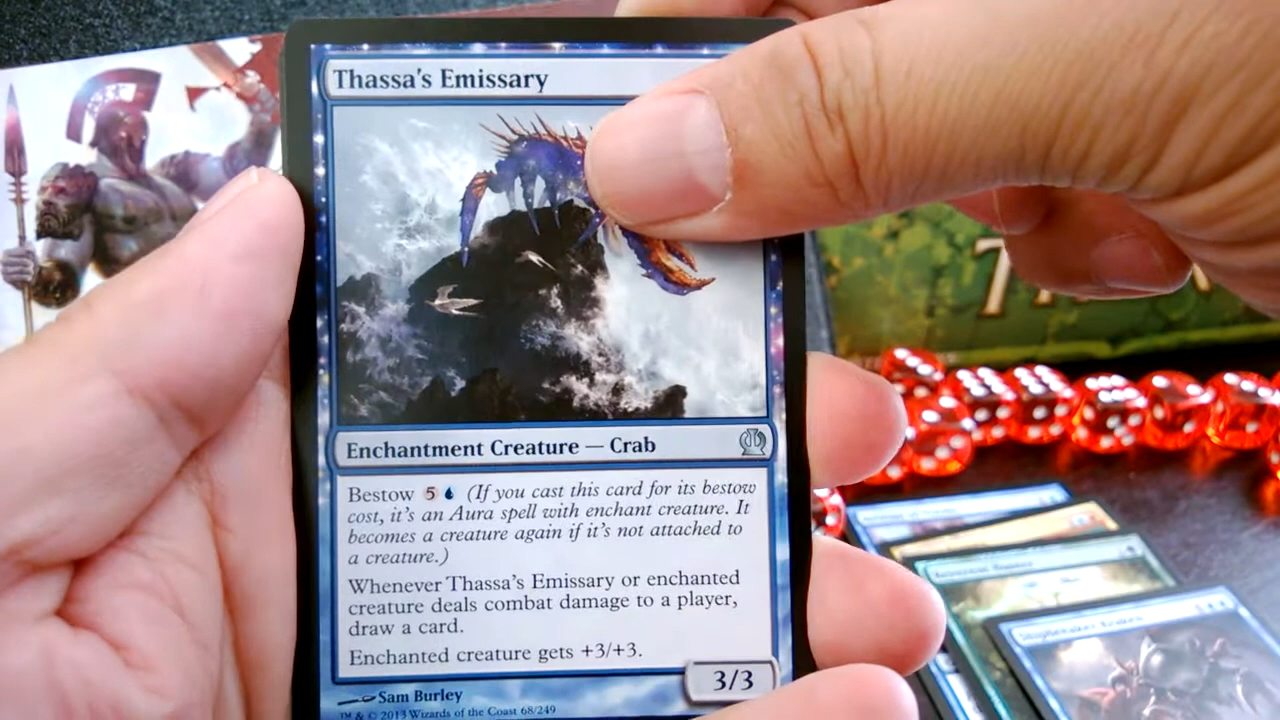 Thassa's Emissary
Enchantment Creature — Crab
Bestow 5 (If you cast this card for its bestow
cost, it's an Aura spell with enchant creature. It
becomes a creature again if it's not attached to
a creature.)
Whenever Thassa's Emissary or enchanted
creature deals combat damage to a player,
draw a card.
Enchanted creature gets +3/+3.
3/3
Sam Burley
™ & © 2013 Wizards of the Coast 68/249
Shipbreaker Kraken